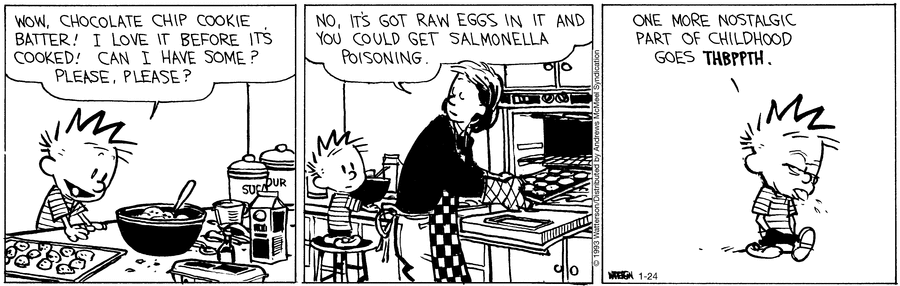 WOW, CHOCOLATE CHIP COOKIE
BATTER! I LOVE IT BEFORE IT'S
COOKED! CAN I HAVE SOME?
PLEASE, PLEASE?
SUGA
OUR
NO, IT'S GOT RAW EGGS IN IT AND
YOU COULD GET SALMONELLA
POISONING.
© 1993 Watterson/Distributed by Andrews McMeel Syndication
ONE MORE NOSTALGIC
PART OF CHILDHOOD
GOES THBPPTH.
WATTERSON 1-24